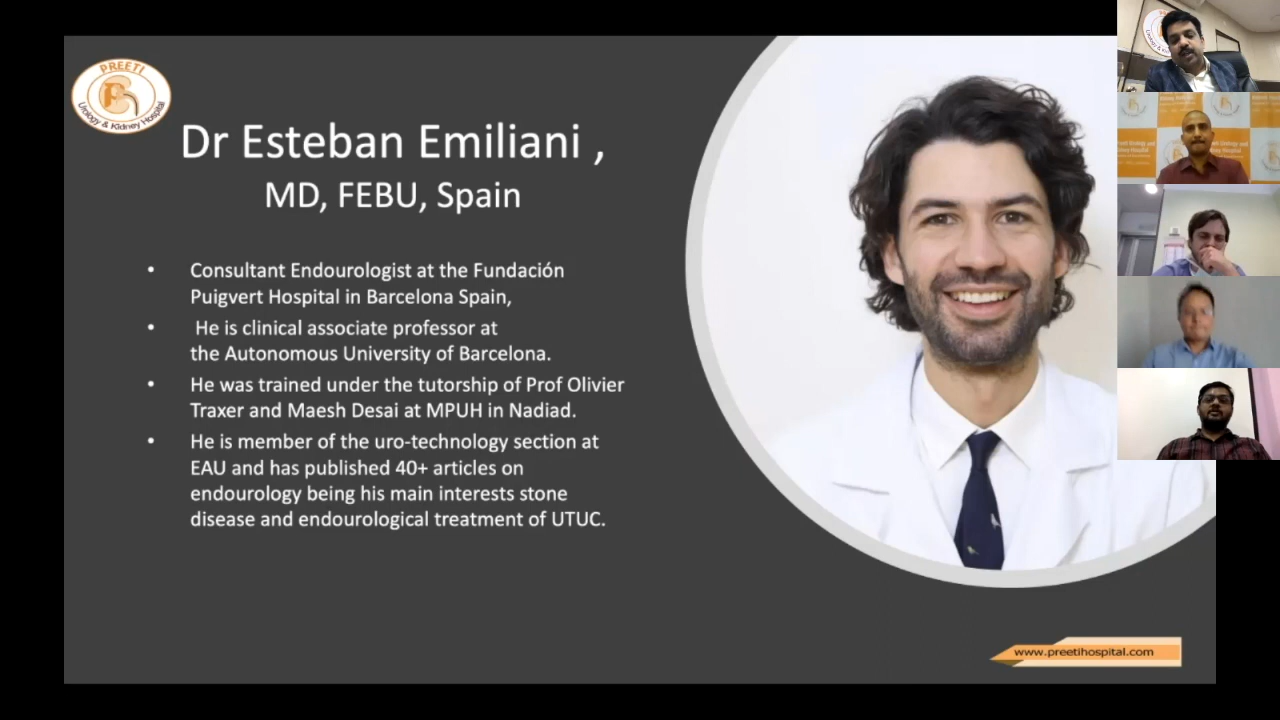 PREETI
Urology & Kidney Hospital
Dr Esteban Emiliani ,
MD, FEBU, Spain
• Consultant Endourologist at the Fundación
Puigvert Hospital in Barcelona Spain,
• He is clinical associate professor at
the Autonomous University of Barcelona.
• He was trained under the tutorship of Prof Olivier
Traxer and Maesh Desai at MPUH in Nadiad.
• He is member of the uro-technology section at
EAU and has published 40+ articles on
endourology being his main interests stone
disease and endourological treatment of UTUC.
www.preetihospital.com